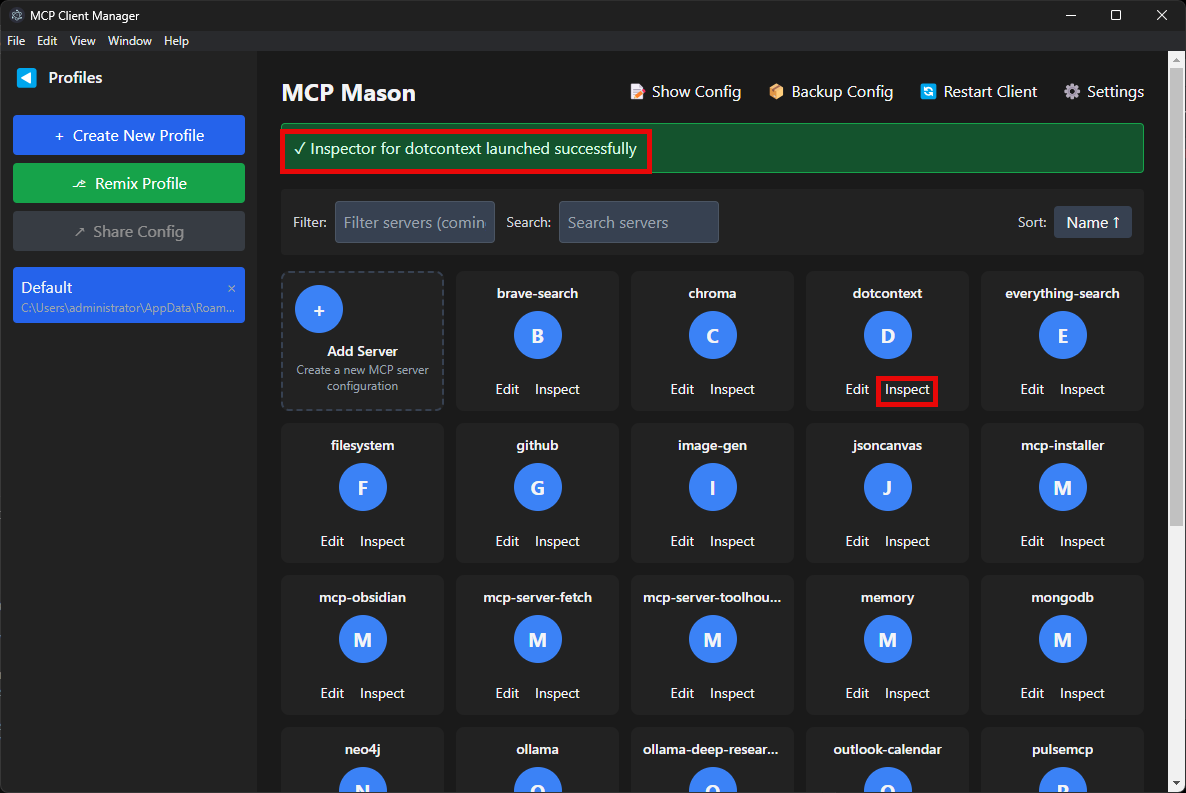 MCP Client Manager
File Edit View Window Help
Profiles
+ Create New Profile
Remix Profile
↗ Share Config
Default ×
C:\Users\administrator\AppData\Roam...
MCP Mason
Show Config Backup Config Restart Client Settings
✓ Inspector for dotcontext launched successfully
Filter: Filter servers (comin Search: Search servers Sort: Name ↑
+
Add Server
Create a new MCP server
configuration
brave-search chroma dotcontext everything-search
B C D E
Edit Inspect Edit Inspect Edit Inspect Edit Inspect
filesystem github image-gen jsoncanvas mcp-installer
F G I J M
Edit Inspect Edit Inspect Edit Inspect Edit Inspect Edit Inspect
mcp-obsidian mcp-server-fetch mcp-server-toolhou... memory mongodb
M M M M M
Edit Inspect Edit Inspect Edit Inspect Edit Inspect Edit Inspect
neo4j ollama ollama-deep-resear... outlook-calendar pulsemcp
N O O O P